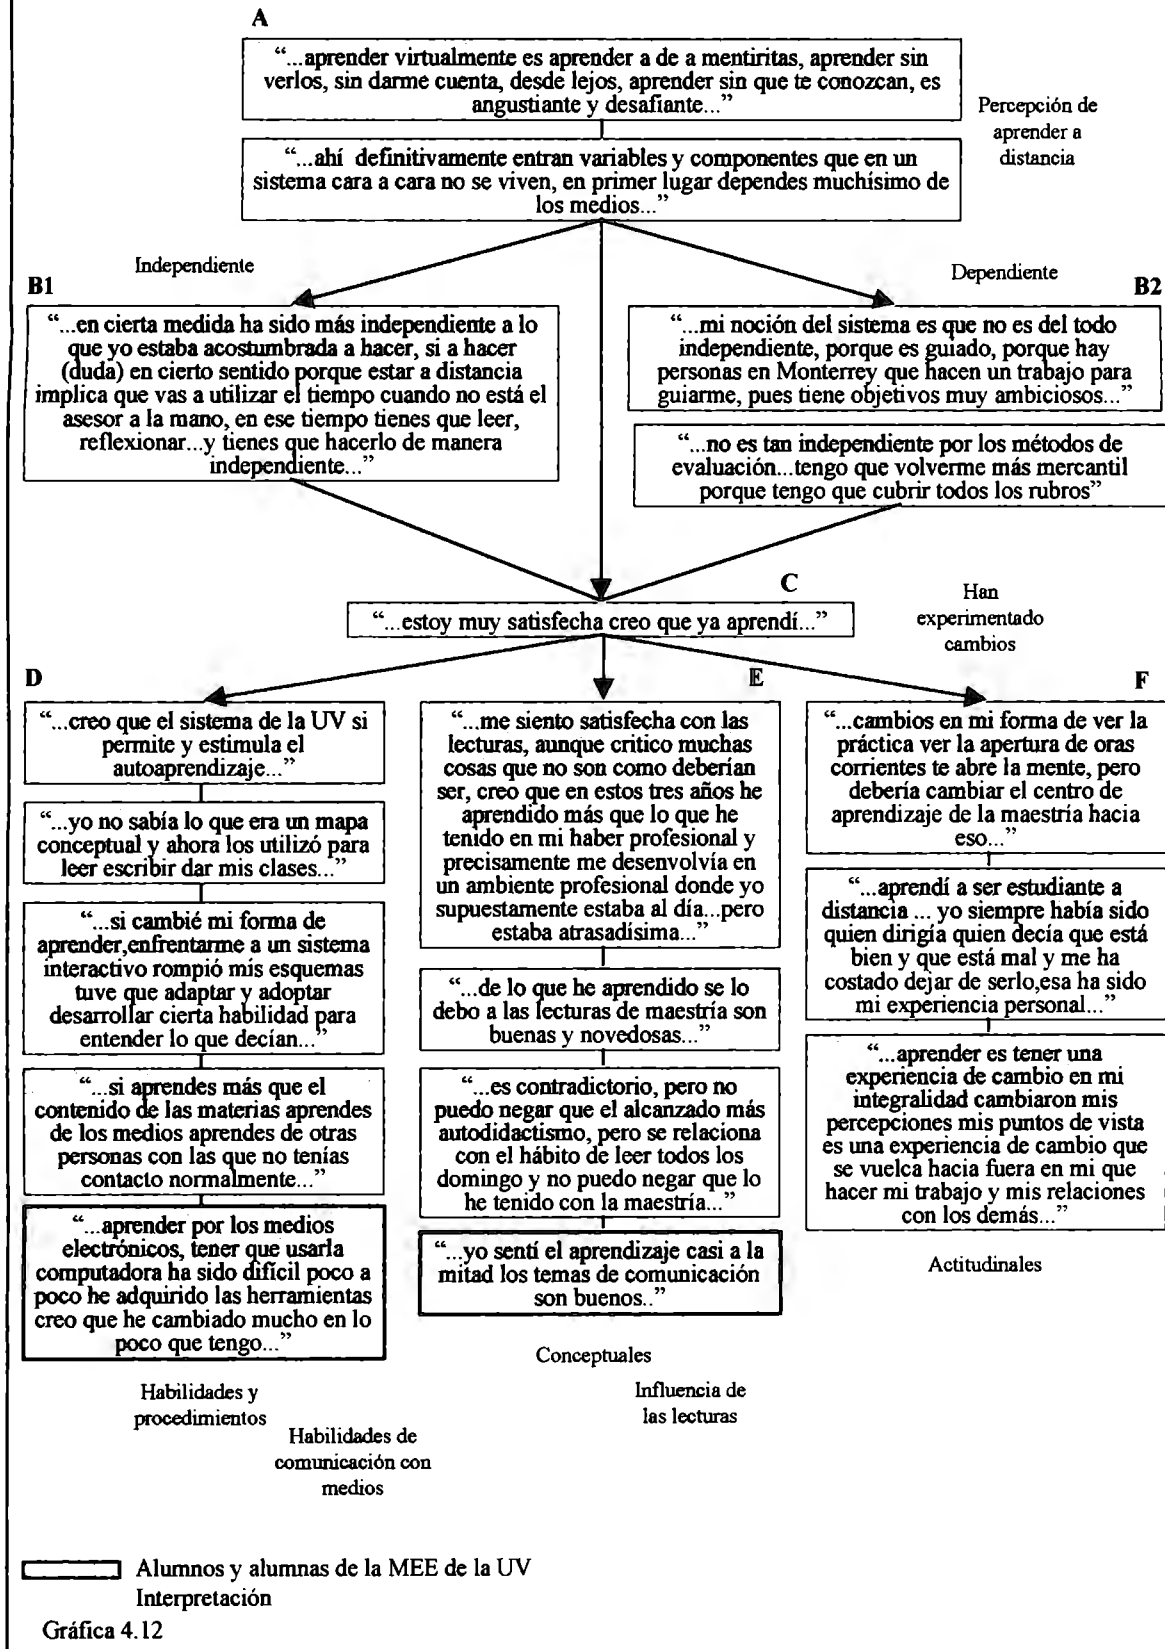 A
“...aprender virtualmente es aprender a de a mentiritas, aprender sin
verlos, sin darme cuenta, desde lejos, aprender sin que te conozcan, es
angustiante y desafiante...”
Percepción de
aprender a
distancia
“...ahí definitivamente entran variables y componentes que en un
sistema cara a cara no se viven, en primer lugar dependes muchísimo de
los medios...”
Independiente
Dependiente
B1
“...en cierta medida ha sido más independiente a lo
que yo estaba acostumbrada a hacer, si a hacer
(duda) en cierto sentido porque estar a distancia
implica que vas a utilizar el tiempo cuando no está el
asesor a la mano, en ese tiempo tienes que leer,
reflexionar...y tienes que hacerlo de manera
independiente...”
B2
“...mi noción del sistema es que no es del todo
independiente, porque es guiado, porque hay
personas en Monterrey que hacen un trabajo para
guiarme, pues tiene objetivos muy ambiciosos...”
“...no es tan independiente por los métodos de
evaluación...tengo que volverme más mercantil
porque tengo que cubrir todos los rubros”
C
“...estoy muy satisfecha creo que ya aprendí...”
Han
experimentado
cambios
D
“...creo que el sistema de la UV si
permite y estimula el
autoaprendizaje...”
“...yo no sabía lo que era un mapa
conceptual y ahora los utilizó para
leer escribir dar mis clases...”
“...si cambié mi forma de
aprender,enfrentarme a un sistema
interactivo rompió mis esquemas
tuve que adaptar y adoptar
desarrollar cierta habilidad para
entender lo que decían...”
“...si aprendes más que el
contenido de las materias aprendes
de los medios aprendes de otras
personas con las que no tenías
contacto normalmente...”
“...aprender por los medios
electrónicos, tener que usarla
computadora ha sido difícil poco a
poco he adquirido las herramientas
creo que he cambiado mucho en lo
poco que tengo...”
Habilidades y
procedimientos
Habilidades de
comunicación con
medios
E
“...me siento satisfecha con las
lecturas, aunque critico muchas
cosas que no son como deberían
ser, creo que en estos tres años he
aprendido más que lo que he
tenido en mi haber profesional y
precisamente me desenvolvía en
un ambiente profesional donde yo
supuestamente estaba al día...pero
estaba atrasadísima...”
“...de lo que he aprendido se lo
debo a las lecturas de maestría son
buenas y novedosas...”
“...es contradictorio, pero no
puedo negar que el alcanzado más
autodidactismo, pero se relaciona
con el hábito de leer todos los
domingo y no puedo negar que lo
he tenido con la maestría...”
“...yo sentí el aprendizaje casi a la
mitad los temas de comunicación
son buenos..”
Conceptuales
Influencia de
las lecturas
F
“...cambios en mi forma de ver la
práctica ver la apertura de oras
corrientes te abre la mente, pero
debería cambiar el centro de
aprendizaje de la maestría hacia
eso...”
“...aprendí a ser estudiante a
distancia ... yo siempre había sido
quien dirigía quien decía que está
bien y que está mal y me ha
costado dejar de serlo,esa ha sido
mi experiencia personal...”
“...aprender es tener una
experiencia de cambio en mi
integralidad cambiaron mis
percepciones mis puntos de vista
es una experiencia de cambio que
se vuelca hacia fuera en mi que
hacer mi trabajo y mis relaciones
con los demás...”
Actitudinales
Alumnos y alumnas de la MEE de la UV
Interpretación
Gráfica 4.12